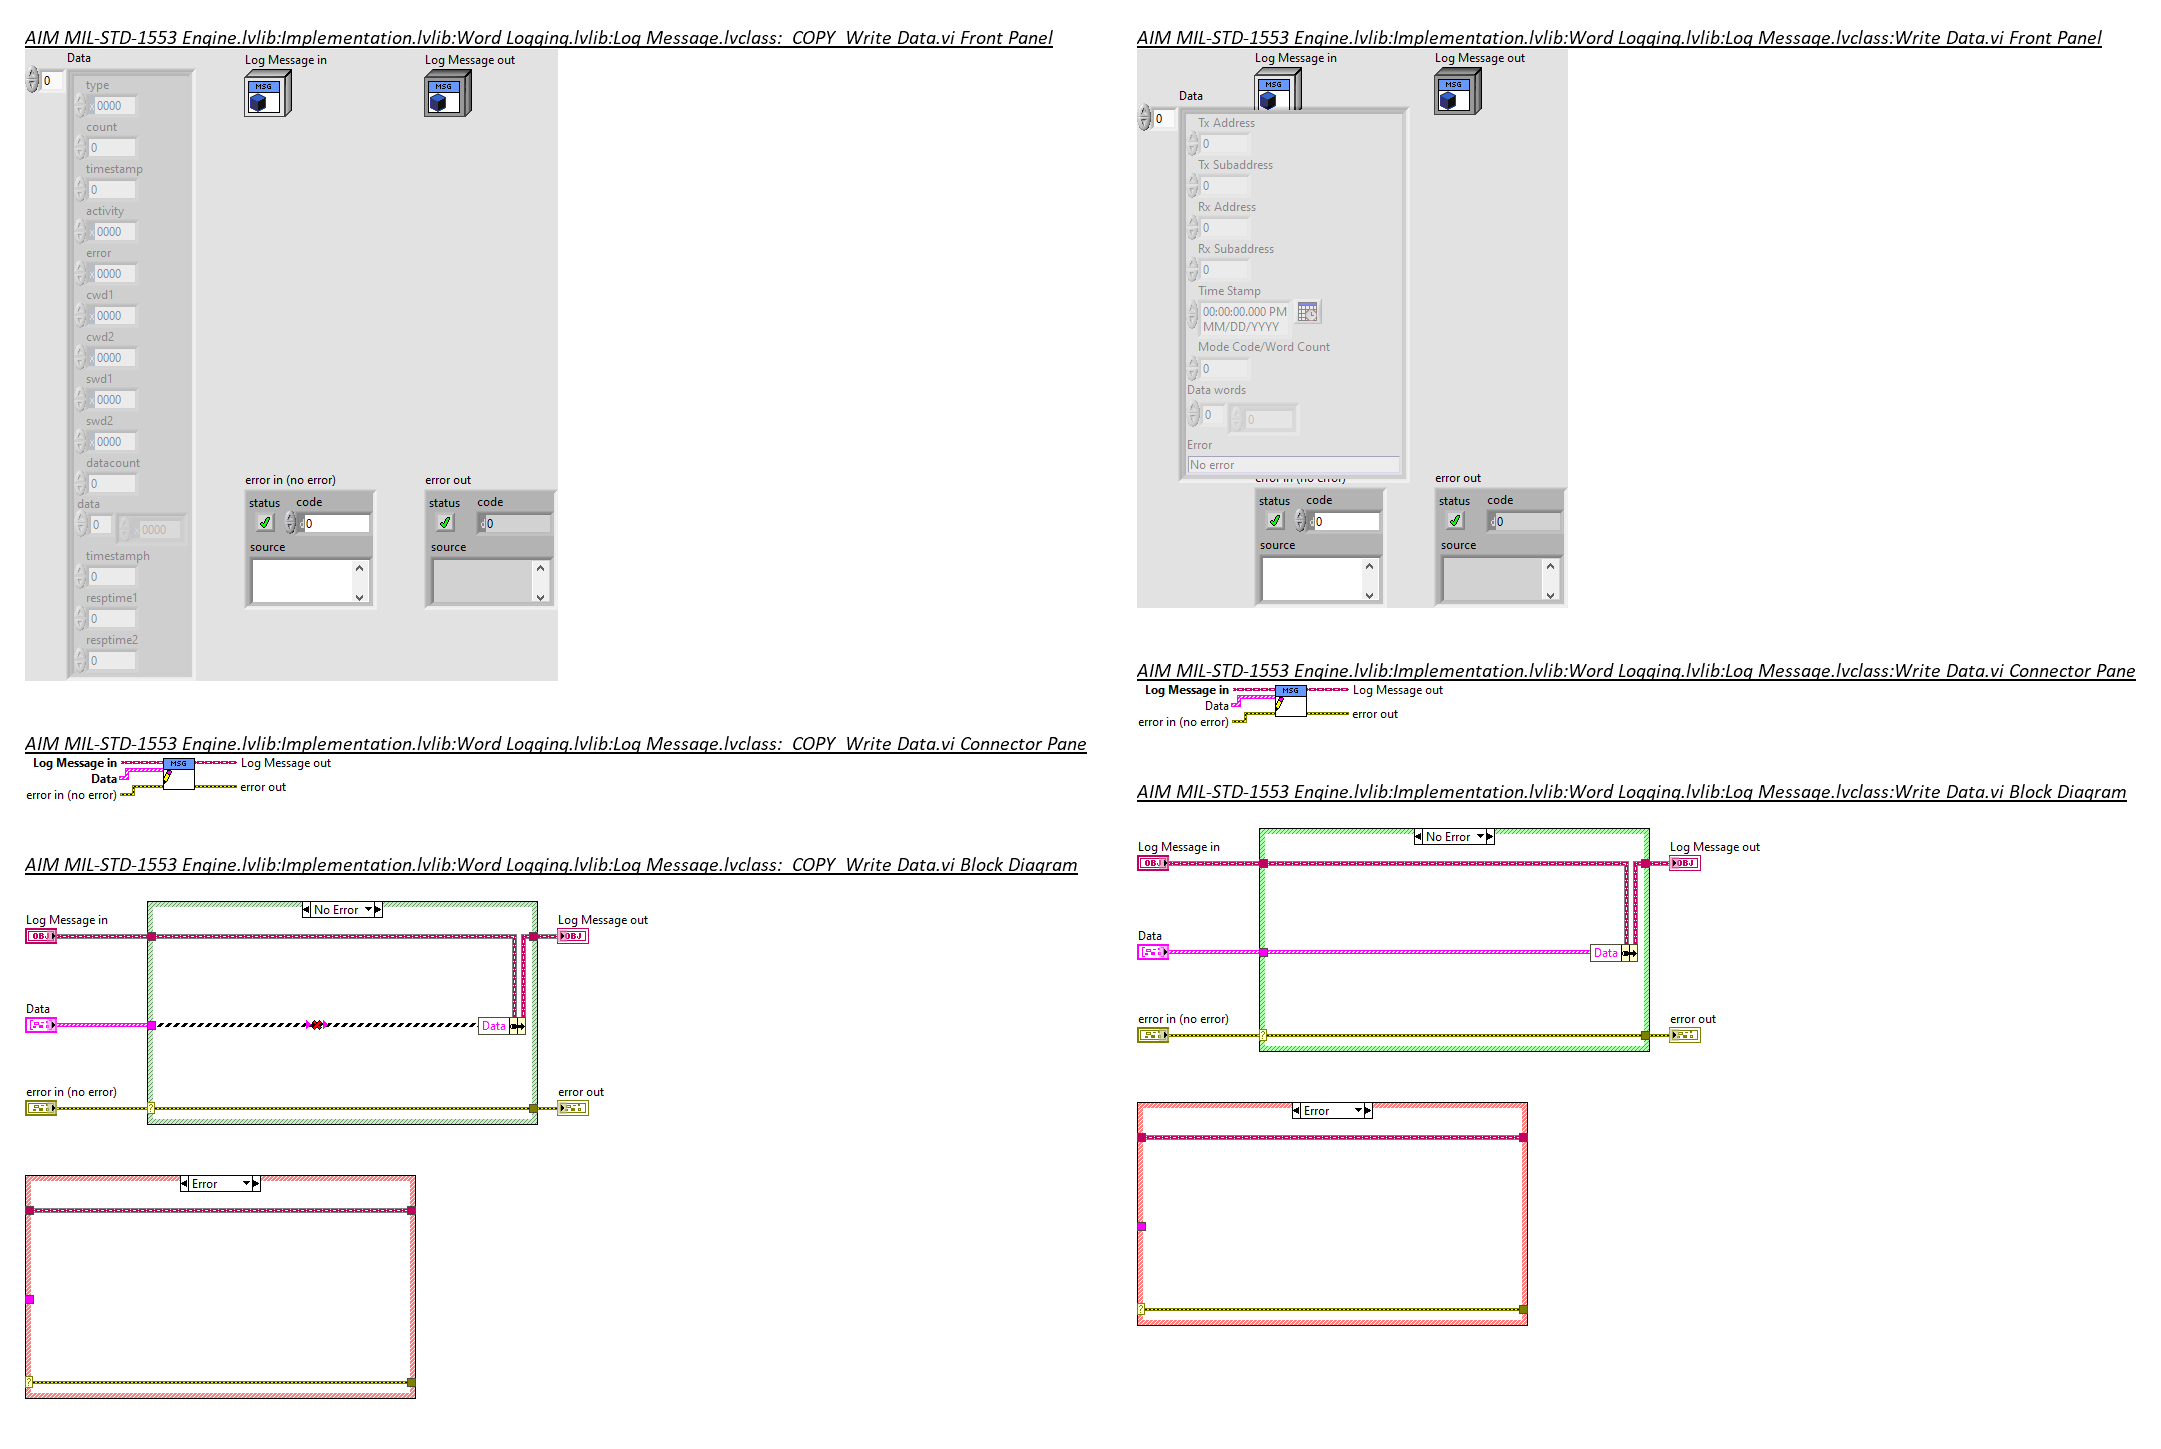 AIM MIL-STD-1553 Engine.lvlib:Implementation.lvlib:Word Logging.lvlib:Log Message.lvclass:  COPY  Write Data.vi Front Panel
Data
0
type
x 0000
count
0
timestamp
0
activity
x 0000
error
x 0000
cwd1
x 0000
cwd2
x 0000
swd1
x 0000
swd2
x 0000
datacount
0
data
0
x 0000
timestamph
0
resptime1
0
resptime2
0
Log Message in
MSG
Log Message out
MSG
error in (no error)
status code
d 0
source
error out
status code
d 0
source
AIM MIL-STD-1553 Engine.lvlib:Implementation.lvlib:Word Logging.lvlib:Log Message.lvclass:  COPY  Write Data.vi Connector Pane
Log Message in
Data
error in (no error)
MSG
Log Message out
error out
AIM MIL-STD-1553 Engine.lvlib:Implementation.lvlib:Word Logging.lvlib:Log Message.lvclass:  COPY  Write Data.vi Block Diagram
No Error
Log Message in
OBJ
Log Message out
OBJ
Data
Data
error in (no error)
?
error out
Error
?
AIM MIL-STD-1553 Engine.lvlib:Implementation.lvlib:Word Logging.lvlib:Log Message.lvclass:Write Data.vi Front Panel
Log Message in
MSG
Log Message out
MSG
Data
0
Tx Address
0
Tx Subaddress
0
Rx Address
0
Rx Subaddress
0
Time Stamp
00:00:00.000 PM
MM/DD/YYYY
Mode Code/Word Count
0
Data words
0
0
Error
No error
error in (no error)
status code
d 0
source
error out
status code
d 0
source
AIM MIL-STD-1553 Engine.lvlib:Implementation.lvlib:Word Logging.lvlib:Log Message.lvclass:Write Data.vi Connector Pane
Log Message in
Data
error in (no error)
MSG
Log Message out
error out
AIM MIL-STD-1553 Engine.lvlib:Implementation.lvlib:Word Logging.lvlib:Log Message.lvclass:Write Data.vi Block Diagram
No Error
Log Message in
OBJ
Log Message out
OBJ
Data
Data
error in (no error)
?
error out
Error
?